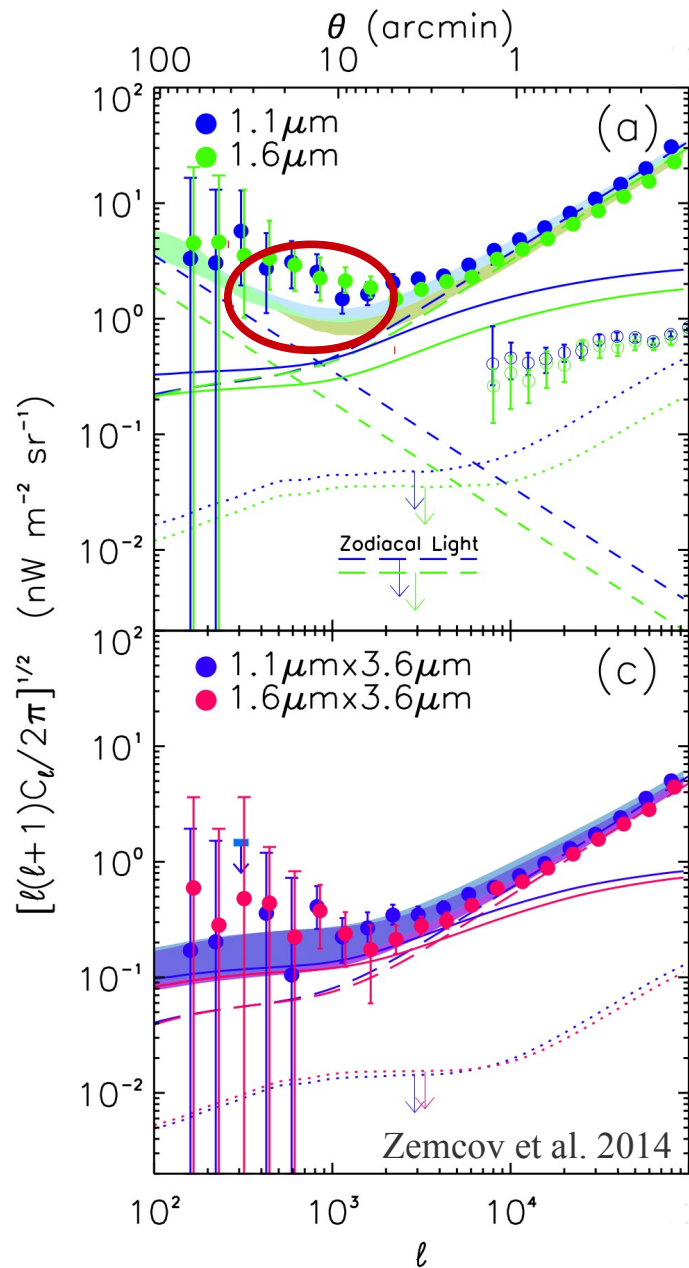 θ (arcmin)
100 10 1
10²
10¹
10⁰
10⁻¹
10⁻²
1.1μm
1.6μm
(a)
Zodiacal Light
[ℓ(ℓ+1)Cℓ/2π]¹/² (nW m⁻² sr⁻¹)
10²
10¹
10⁰
10⁻¹
10⁻²
1.1μmx3.6μm
1.6μmx3.6μm
(c)
Zemcov et al. 2014
10² 10³ 10⁴
ℓ